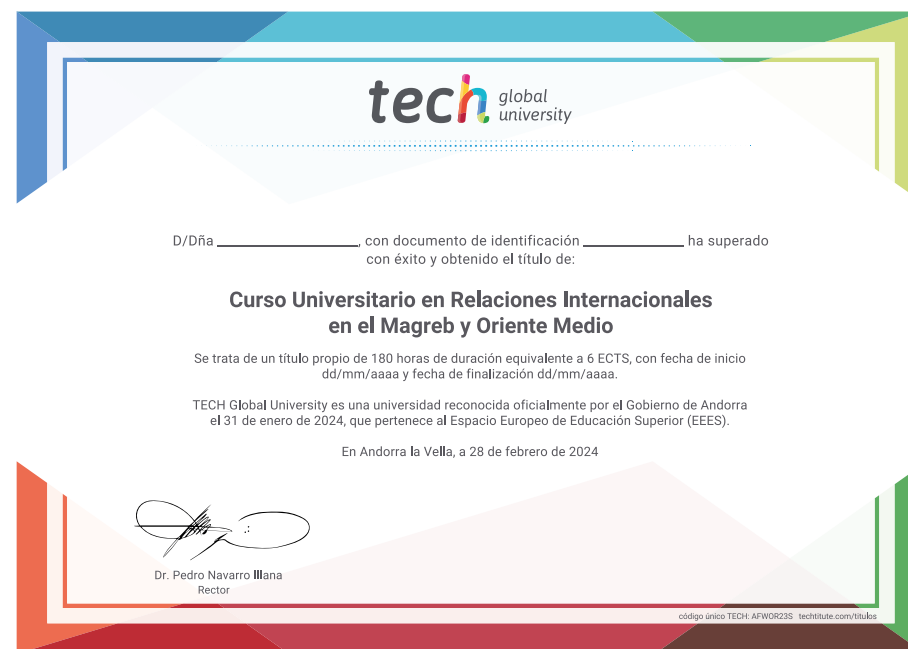 tech global university
D/Dña ____________________, con documento de identificación ______________ ha superado
con éxito y obtenido el título de:
Curso Universitario en Relaciones Internacionales
en el Magreb y Oriente Medio
Se trata de un título propio de 180 horas de duración equivalente a 6 ECTS, con fecha de inicio
dd/mm/aaaa y fecha de finalización dd/mm/aaaa.
TECH Global University es una universidad reconocida oficialmente por el Gobierno de Andorra
el 31 de enero de 2024, que pertenece al Espacio Europeo de Educación Superior (EEES).
En Andorra la Vella, a 28 de febrero de 2024
Dr. Pedro Navarro Illana
Rector
código único TECH: AFWOR23S techtitute.com/títulos